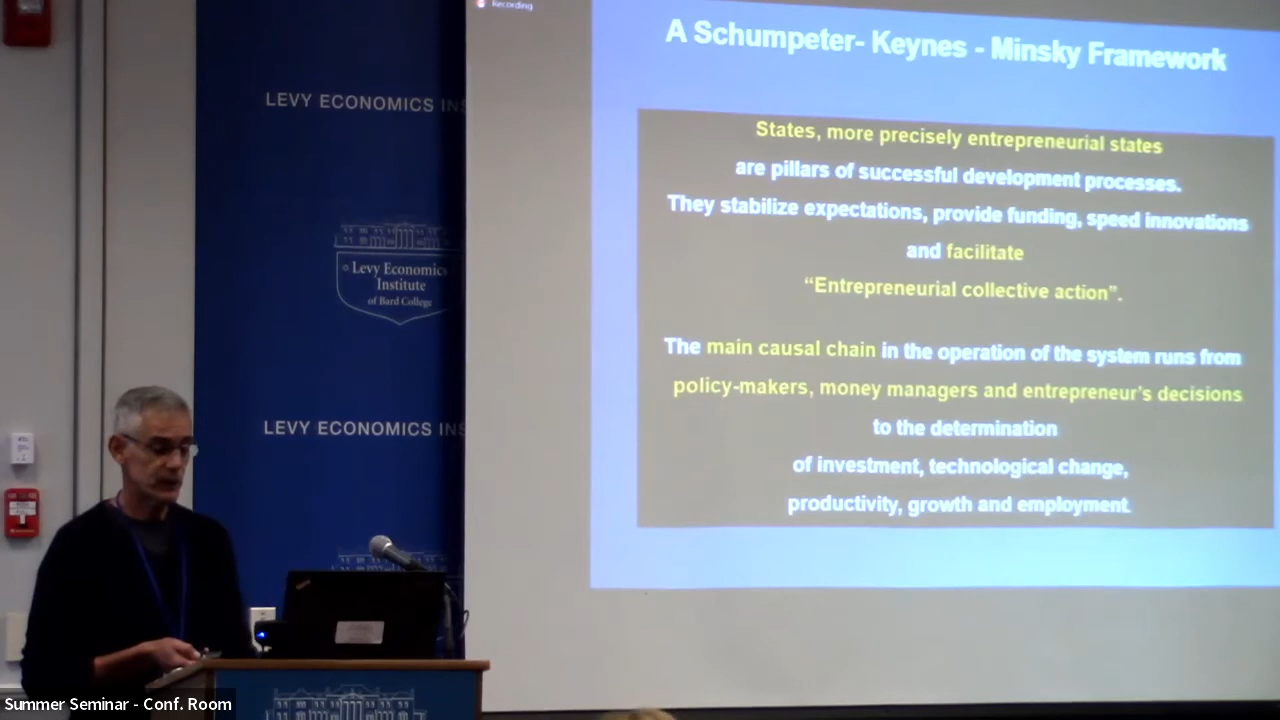 Recording
A Schumpeter- Keynes - Minsky Framework
States, more precisely entrepreneurial states
are pillars of successful development processes.
They stabilize expectations, provide funding, speed innovations
and facilitate
“Entrepreneurial collective action”.
The main causal chain in the operation of the system runs from
policy-makers, money managers and entrepreneur's decisions
to the determination
of investment, technological change,
productivity, growth and employment.
LEVY ECONOMICS INS
Levy Economics
Institute
of Bard College
LEVY ECONOMICS INS
Summer Seminar - Conf. Room